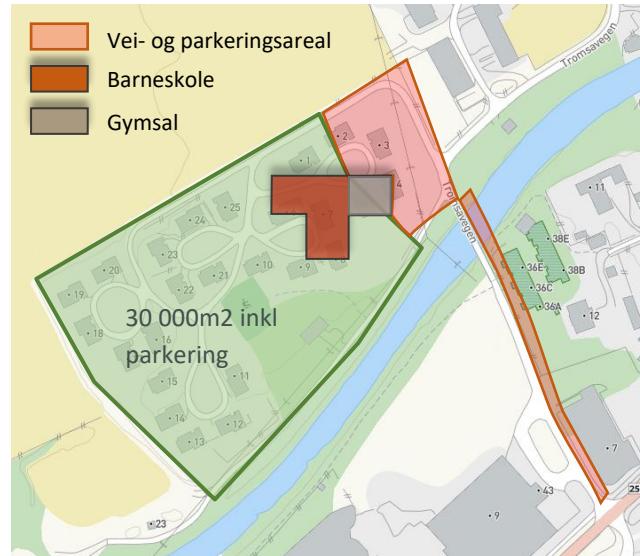 Vei- og parkeringsareal
Barneskole
Gymsal
Tromsavegen
2
3
1
4
Tromsavegen
7
25
24
11
38E
36E
38B
36C
36A
12
23
10
9
20
21
19
22
18
30 000m2 inkl
parkering
16
15
11
14
12
13
7
43
9
25
23